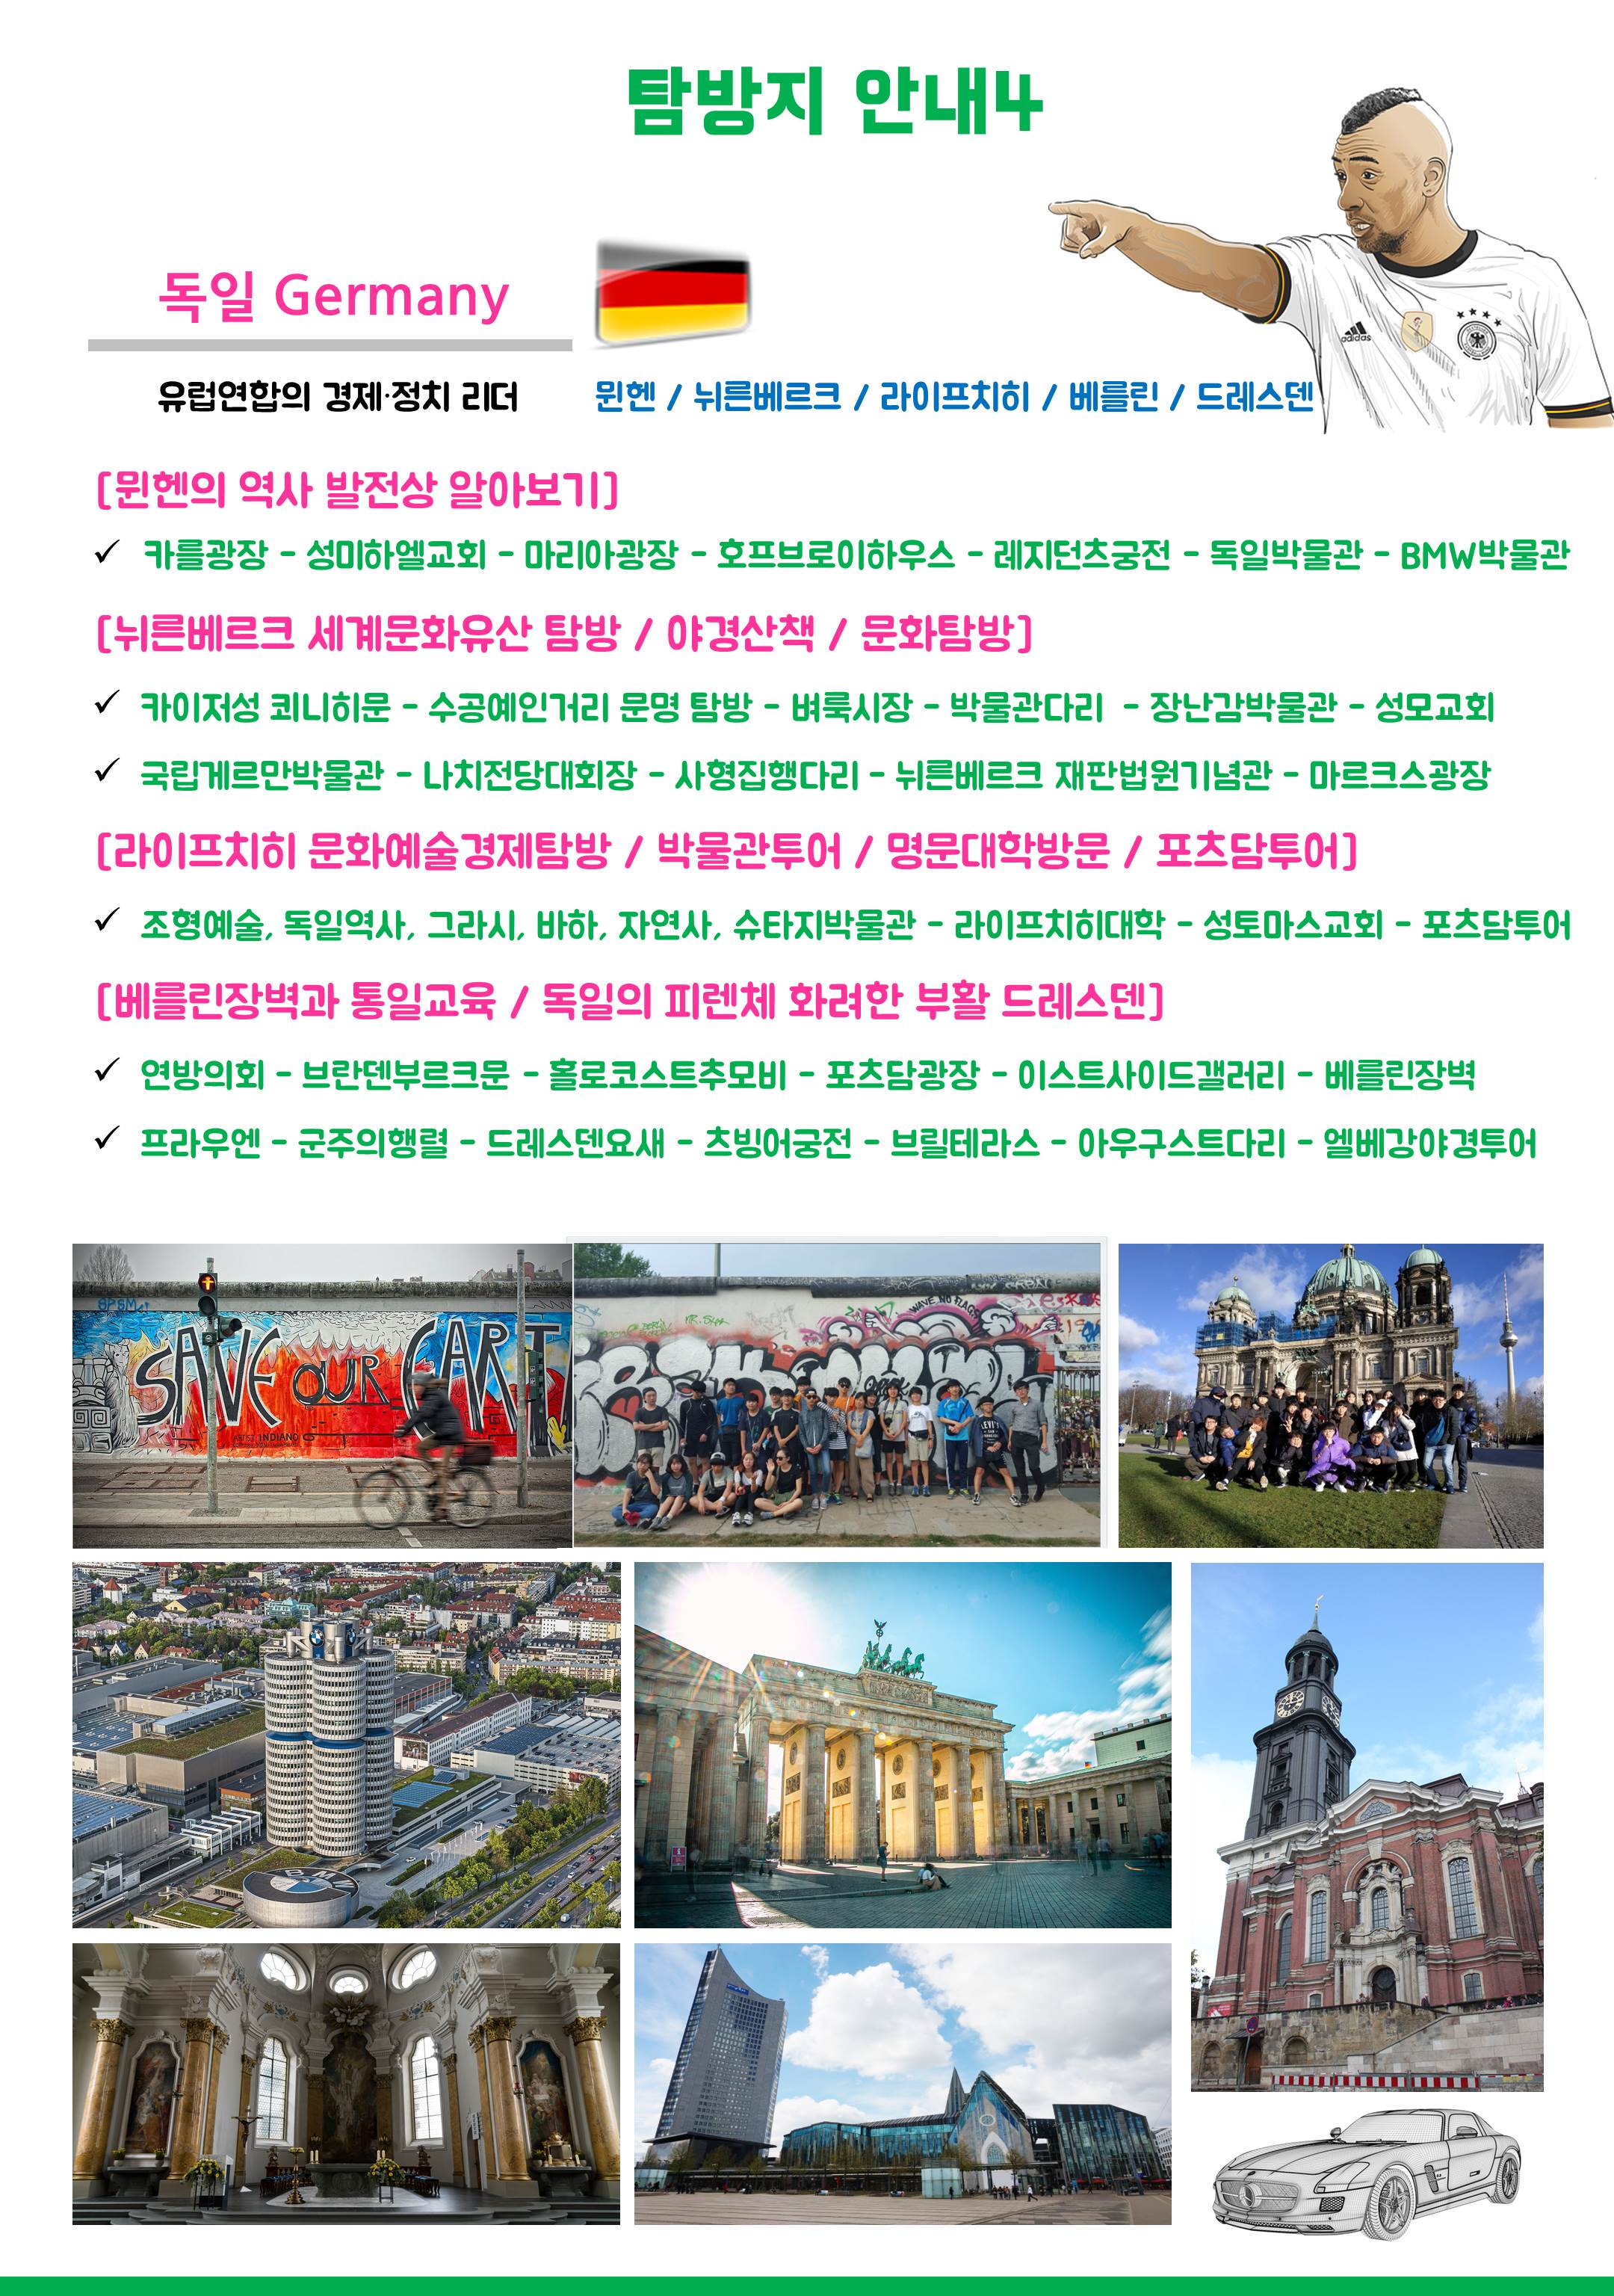 탐방지 안내4
독일 Germany
adidas
유럽연합의 경제·정치 리더
뮌헨 / 뉘른베르크 / 라이프치히 / 베를린 / 드레스덴
[뮌헨의 역사 발전상 알아보기]
✓ 카를광장 - 성미하엘교회 - 마리아광장 - 호프브로이하우스 - 레지던츠궁전 - 독일박물관 - BMW박물관
[뉘른베르크 세계문화유산 탐방 / 야경산책 / 문화탐방]
✓ 카이저성 쾨니히문 - 수공예인거리 문명 탐방 - 벼룩시장 - 박물관다리 - 장난감박물관 - 성모교회
✓ 국립게르만박물관 - 나치전당대회장 - 사형집행다리 - 뉘른베르크 재판법원기념관 - 마르크스광장
[라이프치히 문화예술경제탐방 / 박물관투어 / 명문대학방문 / 포츠담투어]
✓ 조형예술, 독일역사, 그라시, 바하, 자연사, 슈타지박물관 - 라이프치히대학 - 성토마스교회 - 포츠담투어
[베를린장벽과 통일교육 / 독일의 피렌체 화려한 부활 드레스덴]
✓ 연방의회 - 브란덴부르크문 - 홀로코스트추모비 - 포츠담광장 - 이스트사이드갤러리 - 베를린장벽
✓ 프라우엔 - 군주의행렬 - 드레스덴요새 - 츠빙어궁전 - 브릴테라스 - 아우구스트다리 - 엘베강야경투어
SAVE OUR EART
WAVE NO FLAGS
LEVI'S
BMW